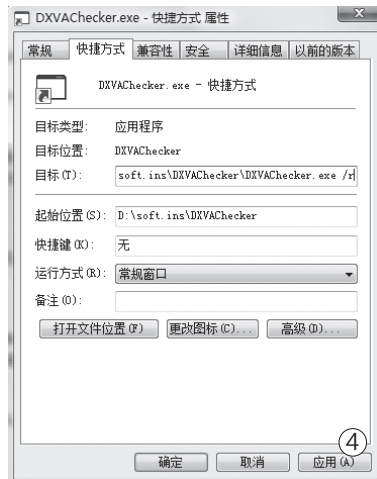 DXVAChecker.exe - 快捷方式 属性
常规 快捷方式 兼容性 安全 详细信息 以前的版本
DXVAChecker.exe - 快捷方式
目标类型: 应用程序
目标位置: DXVAChecker
目标(T): soft.ins\DXVAChecker\DXVAChecker.exe /r
起始位置(S): D:\soft.ins\DXVAChecker
快捷键(K): 无
运行方式(R): 常规窗口
备注(O):
打开文件位置(F) 更改图标(C)... 高级(D)...
④
确定 取消 应用(A)